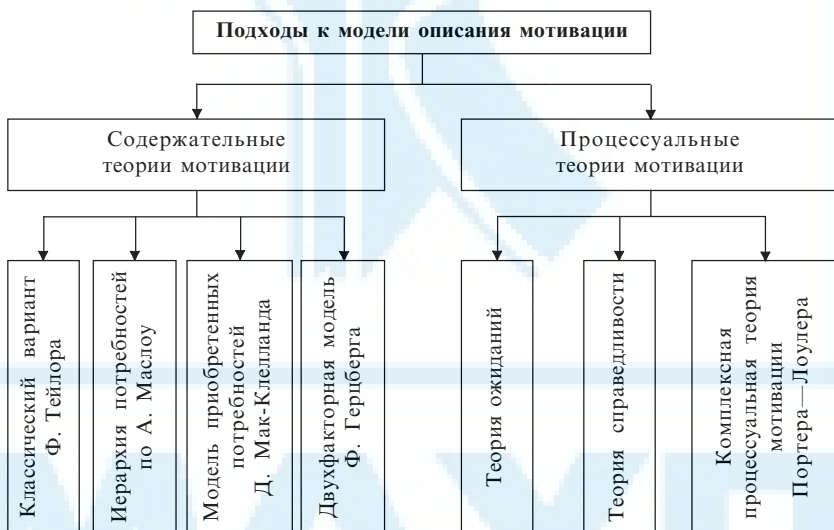 Подходы к модели описания мотивации
Содержательные
теории мотивации
Процессуальные
теории мотивации
Классический вариант
Ф. Тейлора
Иерархия потребностей
по А. Маслоу
Модель приобретенных
потребностей
Д. Мак-Клелланда
Двухфакторная модель
Ф. Герцберга
Теория ожиданий
Теория справедливости
Комплексная
процессуальная теория
мотивации
Портера—Лоулера